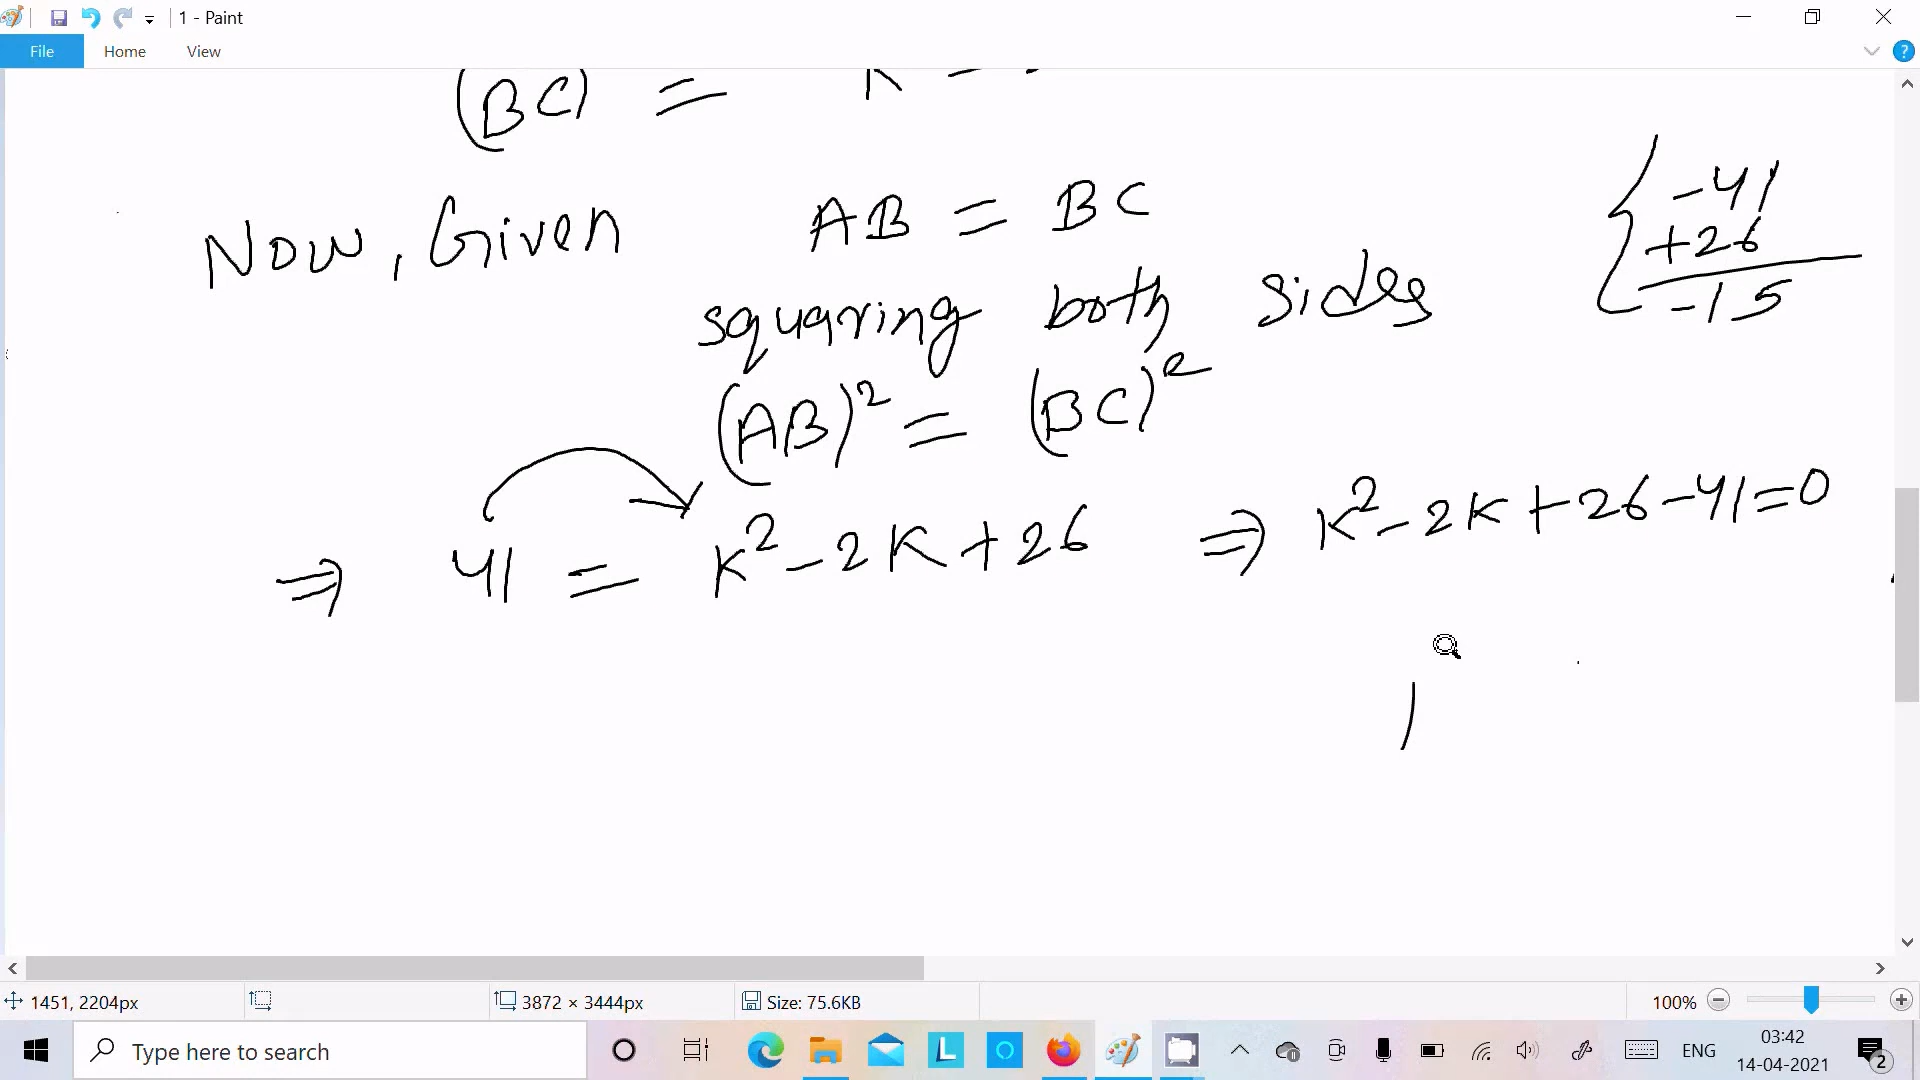 1 - Paint
File Home View
(BC) = K -
Now, Given AB = BC
squaring both sides
(AB)² = (BC)²
⇒ 41 = K² - 2K + 26 ⇒ K² - 2K + 26 - 41 = 0
-41
+26
-15
1451, 2204px 3872 × 3444px Size: 75.6KB 100%
Type here to search ENG 03:42
14-04-2021 2